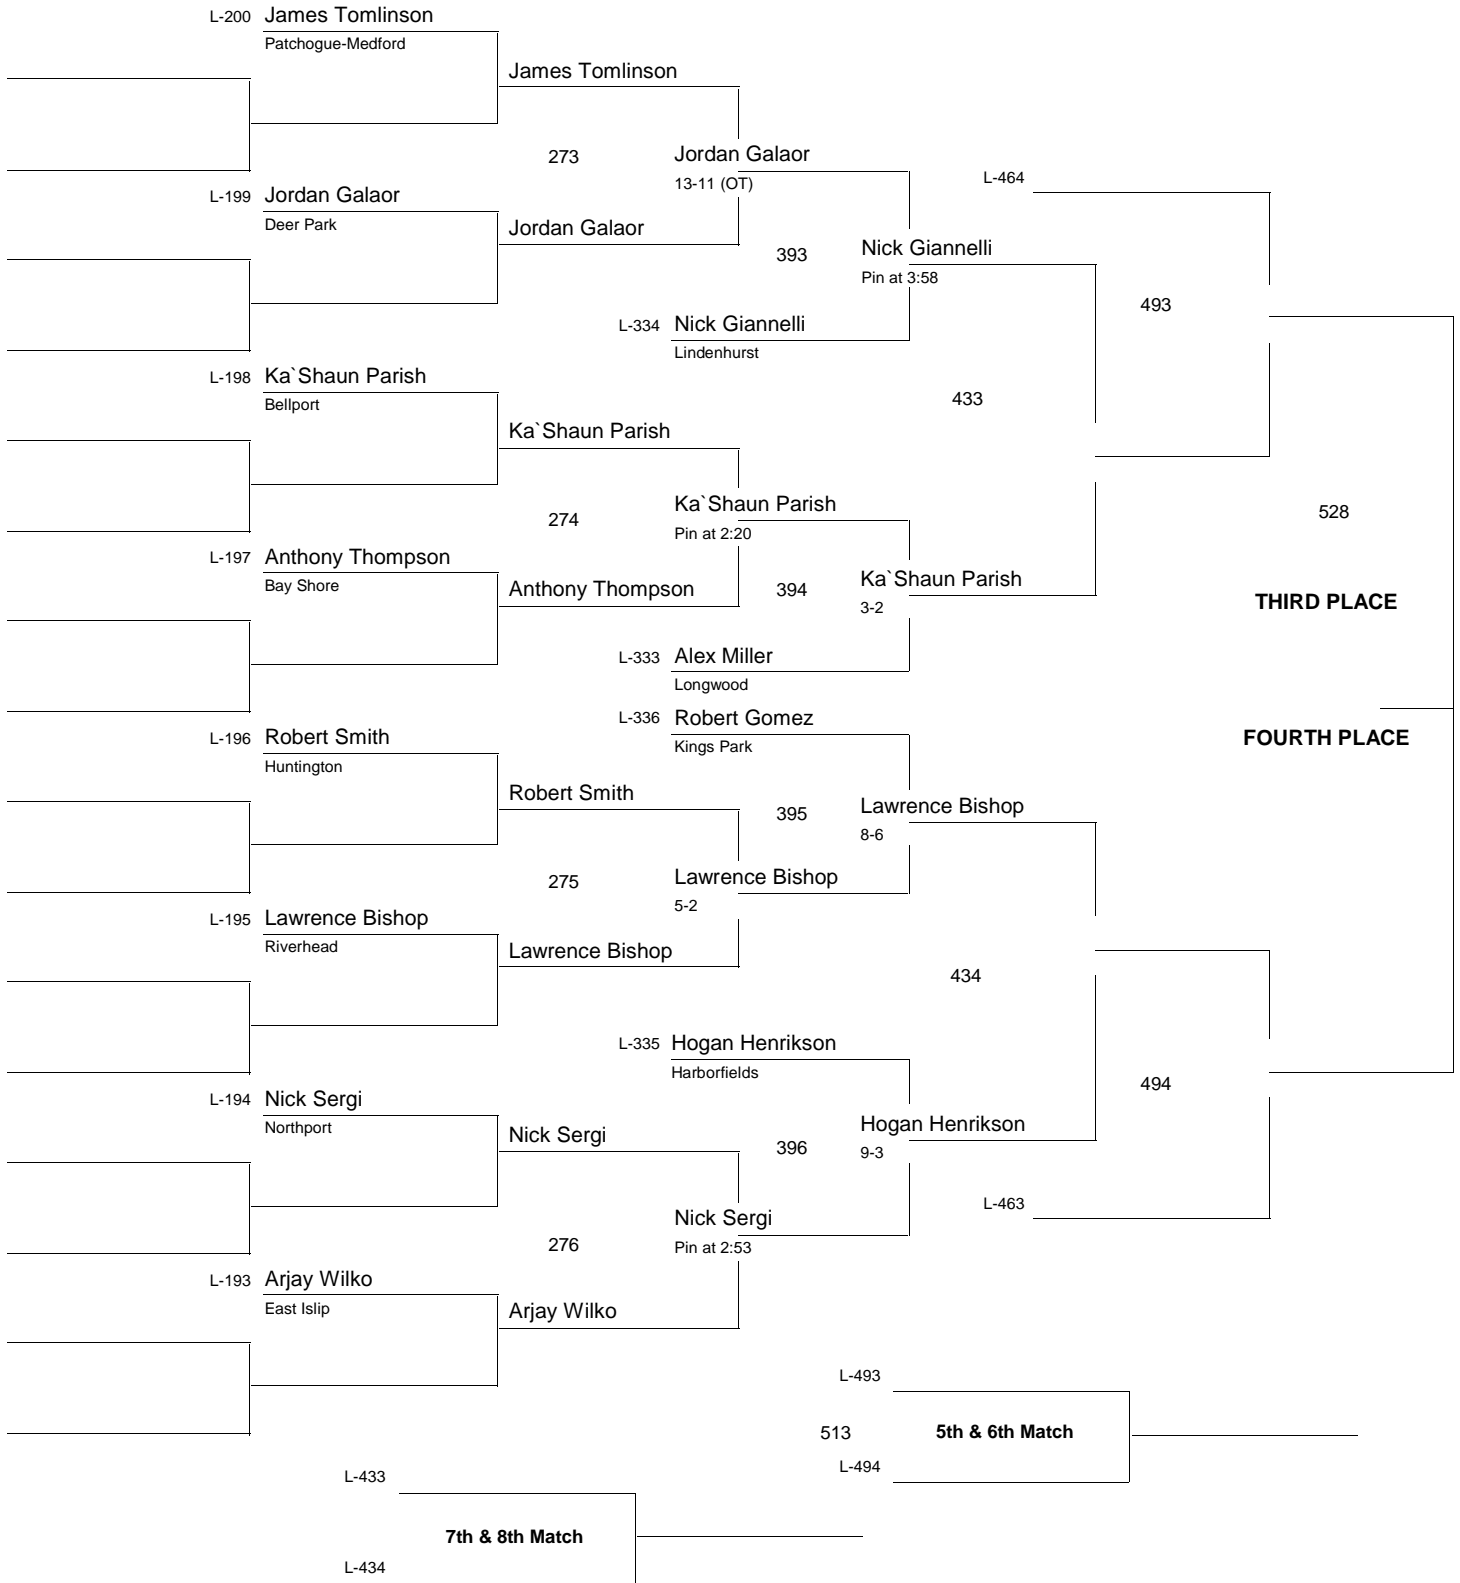 L-200 James Tomlinson
Patchogue-Medford
James Tomlinson
273
Jordan Galaor
13-11 (OT)
L-464
L-199 Jordan Galaor
Deer Park
Jordan Galaor
393
Nick Giannelli
Pin at 3:58
493
L-334 Nick Giannelli
Lindenhurst
L-198 Ka`Shaun Parish
Bellport
433
Ka`Shaun Parish
Ka`Shaun Parish
Pin at 2:20
274
528
L-197 Anthony Thompson
Bay Shore
Anthony Thompson
394
Ka`Shaun Parish
3-2
THIRD PLACE
L-333 Alex Miller
Longwood
L-336 Robert Gomez
Kings Park
L-196 Robert Smith
Huntington
FOURTH PLACE
Robert Smith
395
Lawrence Bishop
8-6
275
Lawrence Bishop
5-2
L-195 Lawrence Bishop
Riverhead
Lawrence Bishop
434
L-335 Hogan Henrikson
Harborfields
494
L-194 Nick Sergi
Northport
Nick Sergi
396
Hogan Henrikson
9-3
L-463
Nick Sergi
Pin at 2:53
276
L-193 Arjay Wilko
East Islip
Arjay Wilko
L-493
513
5th & 6th Match
L-494
L-433
7th & 8th Match
L-434